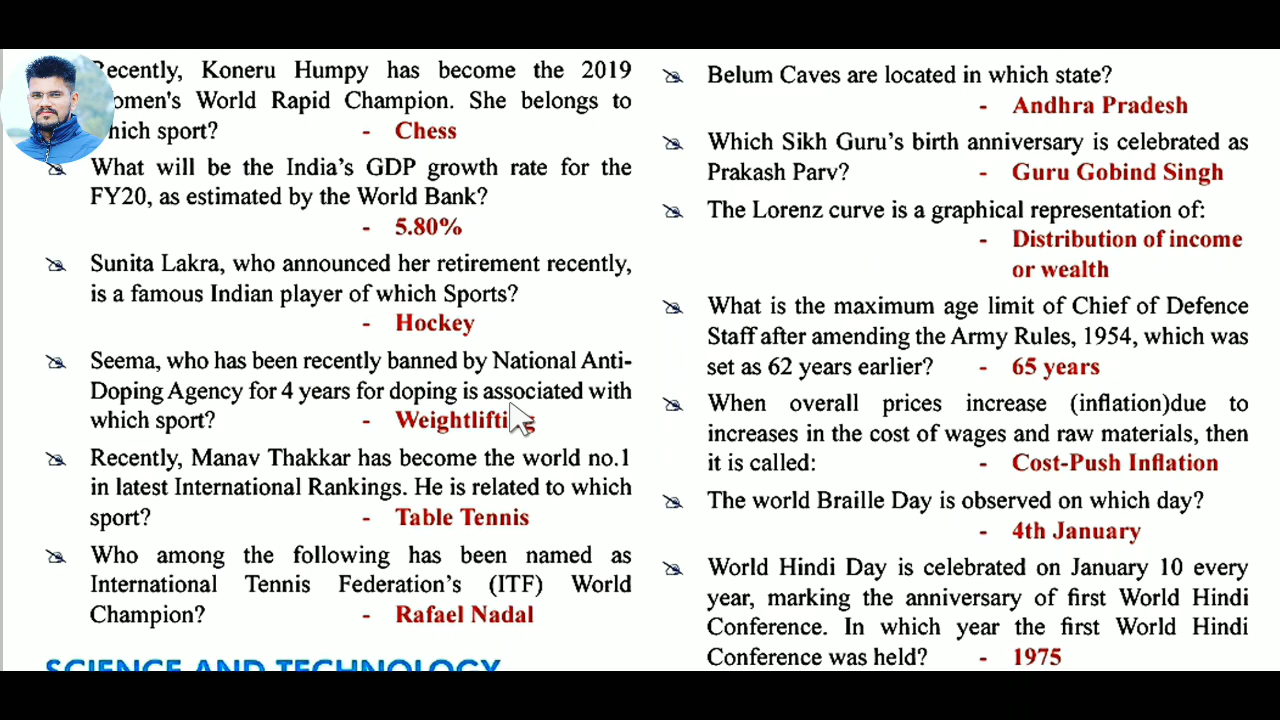 Recently, Koneru Humpy has become the 2019
Women's World Rapid Champion. She belongs to
which sport? - Chess
What will be the India's GDP growth rate for the
FY20, as estimated by the World Bank?
- 5.80%
Sunita Lakra, who announced her retirement recently,
is a famous Indian player of which Sports?
- Hockey
Seema, who has been recently banned by National Anti-
Doping Agency for 4 years for doping is associated with
which sport? - Weightlifting
Recently, Manav Thakkar has become the world no.1
in latest International Rankings. He is related to which
sport? - Table Tennis
Who among the following has been named as
International Tennis Federation's (ITF) World
Champion? - Rafael Nadal
SCIENCE AND TECHNOLOGY
Belum Caves are located in which state?
- Andhra Pradesh
Which Sikh Guru's birth anniversary is celebrated as
Prakash Parv? - Guru Gobind Singh
The Lorenz curve is a graphical representation of:
- Distribution of income
or wealth
What is the maximum age limit of Chief of Defence
Staff after amending the Army Rules, 1954, which was
set as 62 years earlier? - 65 years
When overall prices increase (inflation)due to
increases in the cost of wages and raw materials, then
it is called: - Cost-Push Inflation
The world Braille Day is observed on which day?
- 4th January
World Hindi Day is celebrated on January 10 every
year, marking the anniversary of first World Hindi
Conference. In which year the first World Hindi
Conference was held? - 1975